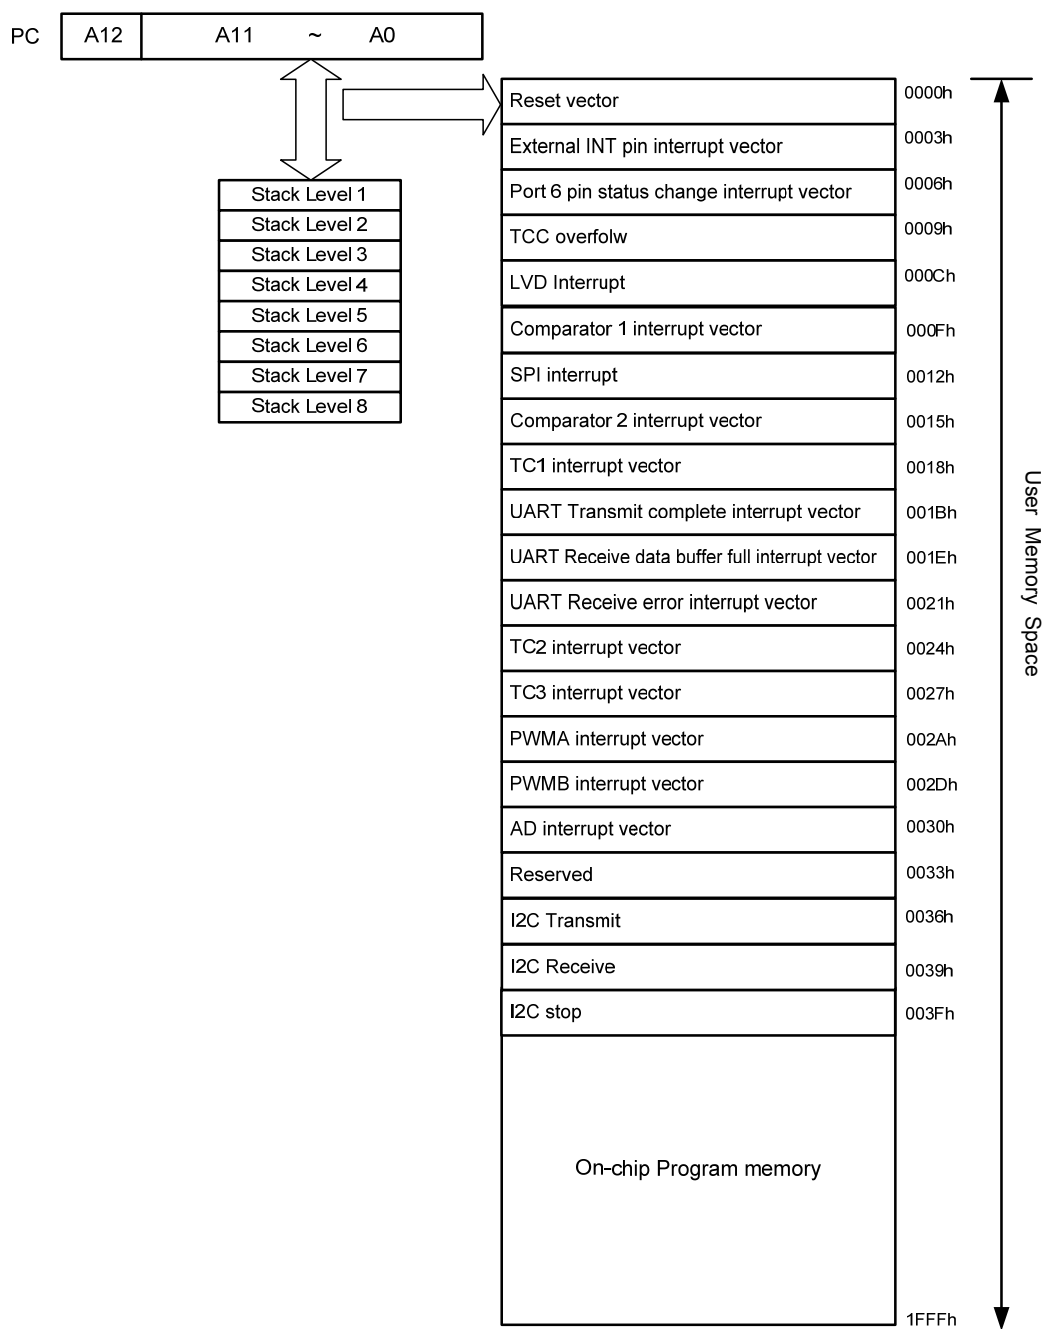 PC
A12
A11 ~ A0
Stack Level 1
Stack Level 2
Stack Level 3
Stack Level 4
Stack Level 5
Stack Level 6
Stack Level 7
Stack Level 8
Reset vector 0000h
External INT pin interrupt vector 0003h
Port 6 pin status change interrupt vector 0006h
TCC overfolw 0009h
LVD Interrupt 000Ch
Comparator 1 interrupt vector 000Fh
SPI interrupt 0012h
Comparator 2 interrupt vector 0015h
TC1 interrupt vector 0018h
UART Transmit complete interrupt vector 001Bh
UART Receive data buffer full interrupt vector 001Eh
UART Receive error interrupt vector 0021h
TC2 interrupt vector 0024h
TC3 interrupt vector 0027h
PWMA interrupt vector 002Ah
PWMB interrupt vector 002Dh
AD interrupt vector 0030h
Reserved 0033h
I2C Transmit 0036h
I2C Receive 0039h
I2C stop 003Fh
On-chip Program memory
1FFFh
User Memory Space